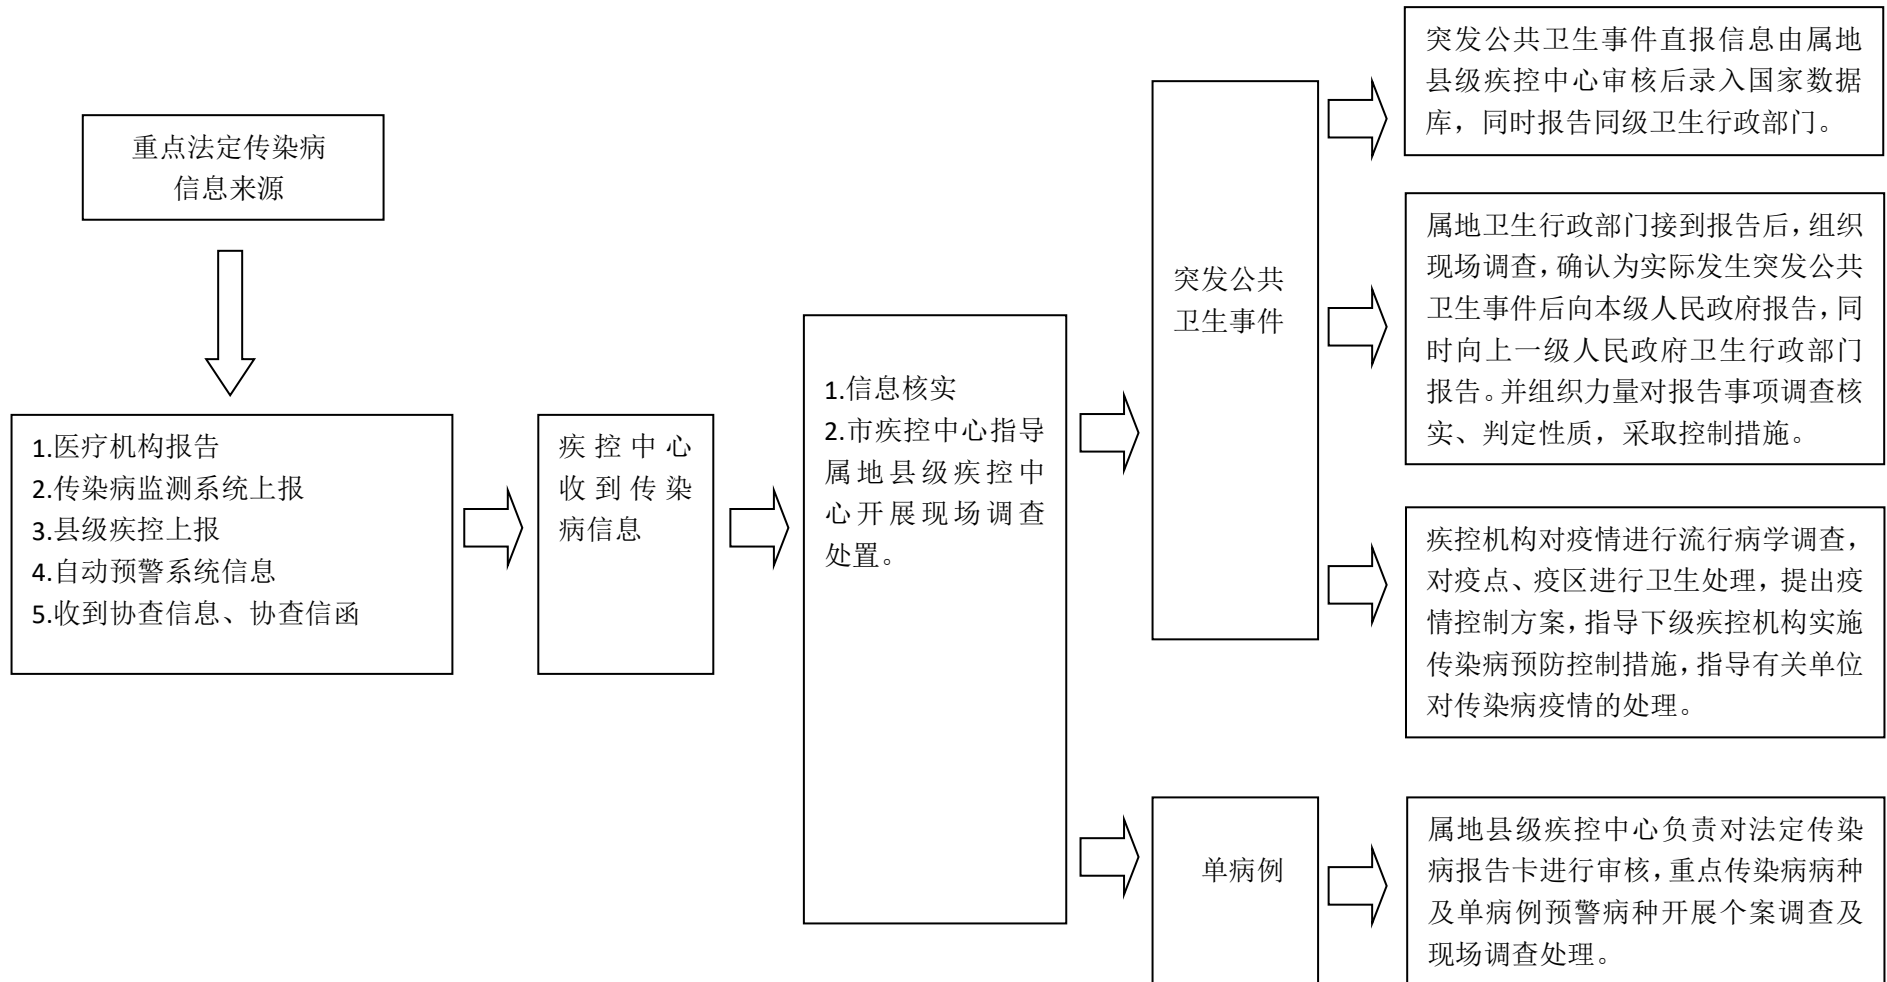 重点法定传染病
信息来源
1.医疗机构报告
2.传染病监测系统上报
3.县级疾控上报
4.自动预警系统信息
5.收到协查信息、协查信函
疾控中心
收到传染
病信息
1.信息核实
2.市疾控中心指导
属地县级疾控中
心开展现场调查
处置。
突发公共
卫生事件
突发公共卫生事件直报信息由属地
县级疾控中心审核后录入国家数据
库，同时报告同级卫生行政部门。
属地卫生行政部门接到报告后，组织
现场调查，确认为实际发生突发公共
卫生事件后向本级人民政府报告，同
时向上一级人民政府卫生行政部门
报告。并组织力量对报告事项调查核
实、判定性质，采取控制措施。
疾控机构对疫情进行流行病学调查，
对疫点、疫区进行卫生处理，提出疫
情控制方案，指导下级疾控机构实施
传染病预防控制措施，指导有关单位
对传染病疫情的处理。
单病例
属地县级疾控中心负责对法定传染
病报告卡进行审核，重点传染病病种
及单病例预警病种开展个案调查及
现场调查处理。